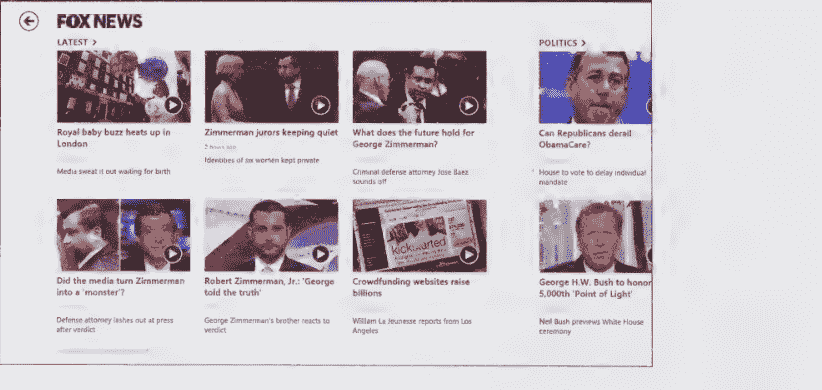 FOX NEWS
LATEST >
Royal baby buzz heats up in
London
Media sweat it out waiting for birth
Zimmerman jurors keeping quiet
2 hours ago
Identities of six women kept private
What does the future hold for
George Zimmerman?
Criminal defense attorney Jose Baez
sounds off
Did the media turn Zimmerman
into a 'monster'?
Defense attorney lashes out at press
after verdict
Robert Zimmerman, Jr.: 'George
told the truth'
George Zimmerman's brother reacts to
verdict
kickstarted
Crowdfunding websites raise
billions
William La Jeunesse reports from Los
Angeles
POLITICS >
Can Republicans derail
ObamaCare?
House to vote to delay individual
mandate
George H.W. Bush to honor
5,000th 'Point of Light'
Neil Bush previews White House
ceremony